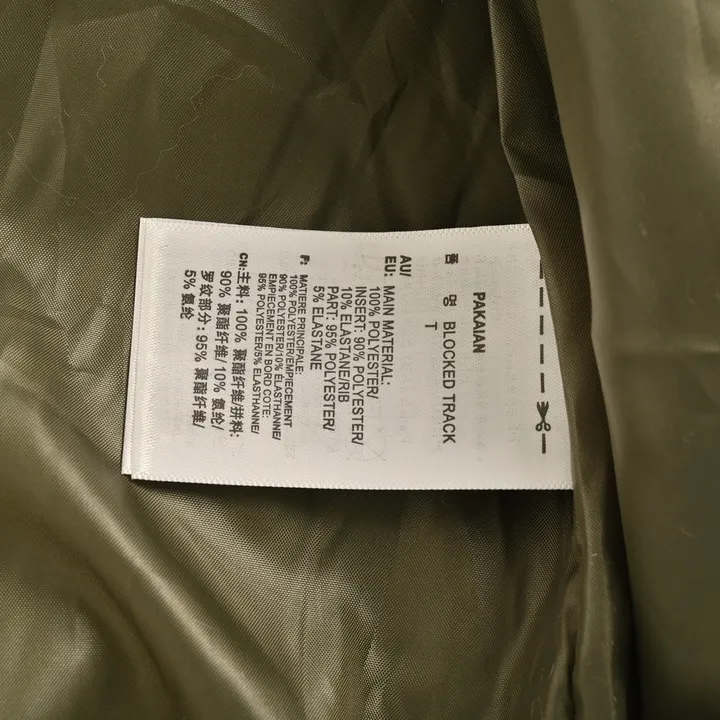 PAKAIAN
품 명 BLOCKED TRACK
T
AU/
EU: MAIN MATERIAL:
100% POLYESTER/
INSERT: 90% POLYESTER/
10% ELASTANE/RIB
PART: 95% POLYESTER/
5% ELASTANE
F: MATIERE PRINCIPALE:
100% POLYESTER/EMPIECEMENT
90% POLYESTER/10% ÉLASTHANNE/
EMPIECEMENT EN BORD COTE:
95% POLYESTER/5% ELASTHANNE/
CN:主料: 100% 聚酯纤维/拼料:
90% 聚酯纤维/10% 氨纶/
罗纹部分: 95% 聚酯纤维/
5% 氨纶